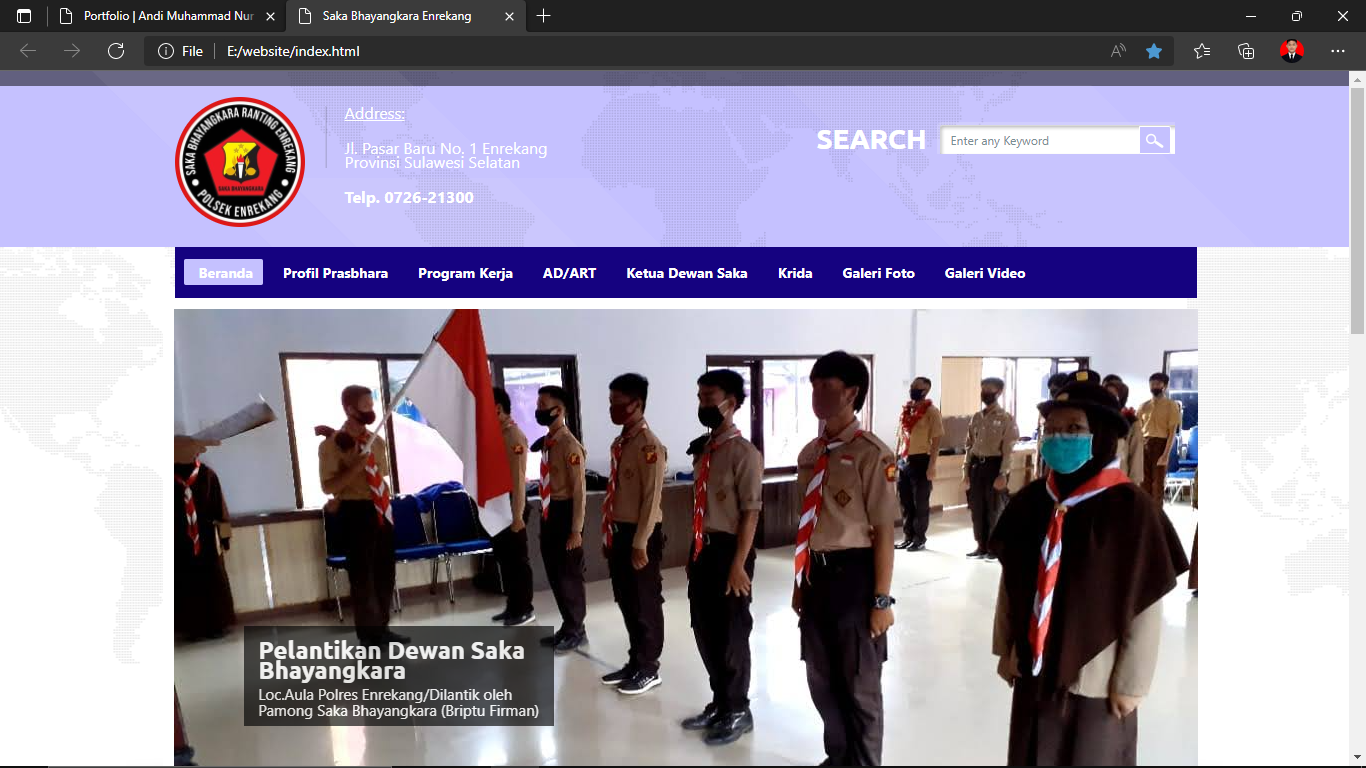 Portfolio | Andi Muhammad Nur
Saka Bhayangkara Enrekang
File
E:/website/index.html
SAKA BHAYANGKARA RANTING ENREKANG
SAKA BHAYANGKARA
POLSEK ENREKANG
Address:
Jl. Pasar Baru No. 1 Enrekang
Provinsi Sulawesi Selatan
Telp. 0726-21300
SEARCH
Enter any Keyword
Beranda Profil Prasbhara Program Kerja AD/ART Ketua Dewan Saka Krida Galeri Foto Galeri Video
Pelantikan Dewan Saka
Bhayangkara
Loc.Aula Polres Enrekang/Dilantik oleh
Pamong Saka Bhayangkara (Briptu Firman)